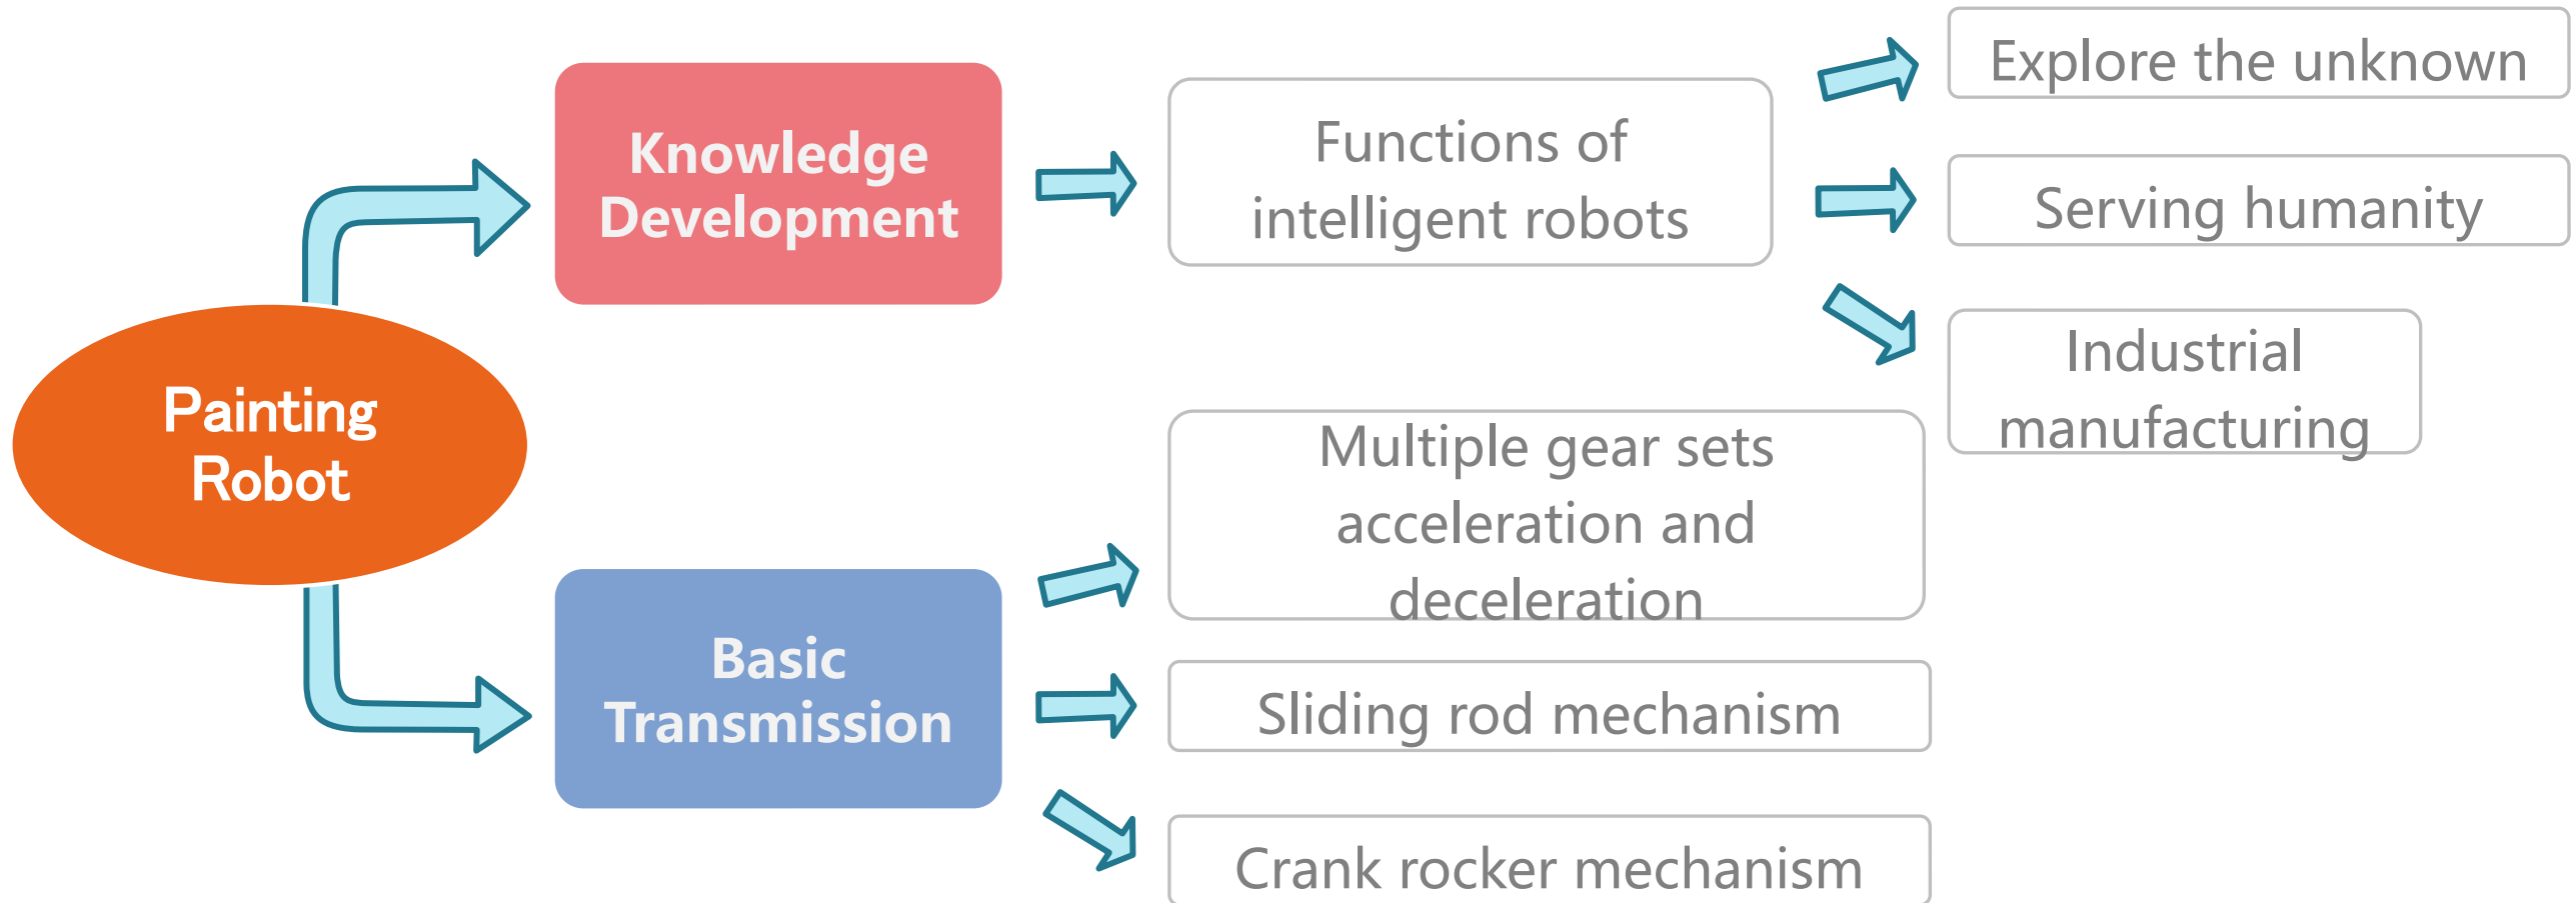 Painting
Robot
Knowledge
Development
Functions of
intelligent robots
Explore the unknown
Serving humanity
Industrial
manufacturing
Basic
Transmission
Multiple gear sets
acceleration and
deceleration
Sliding rod mechanism
Crank rocker mechanism